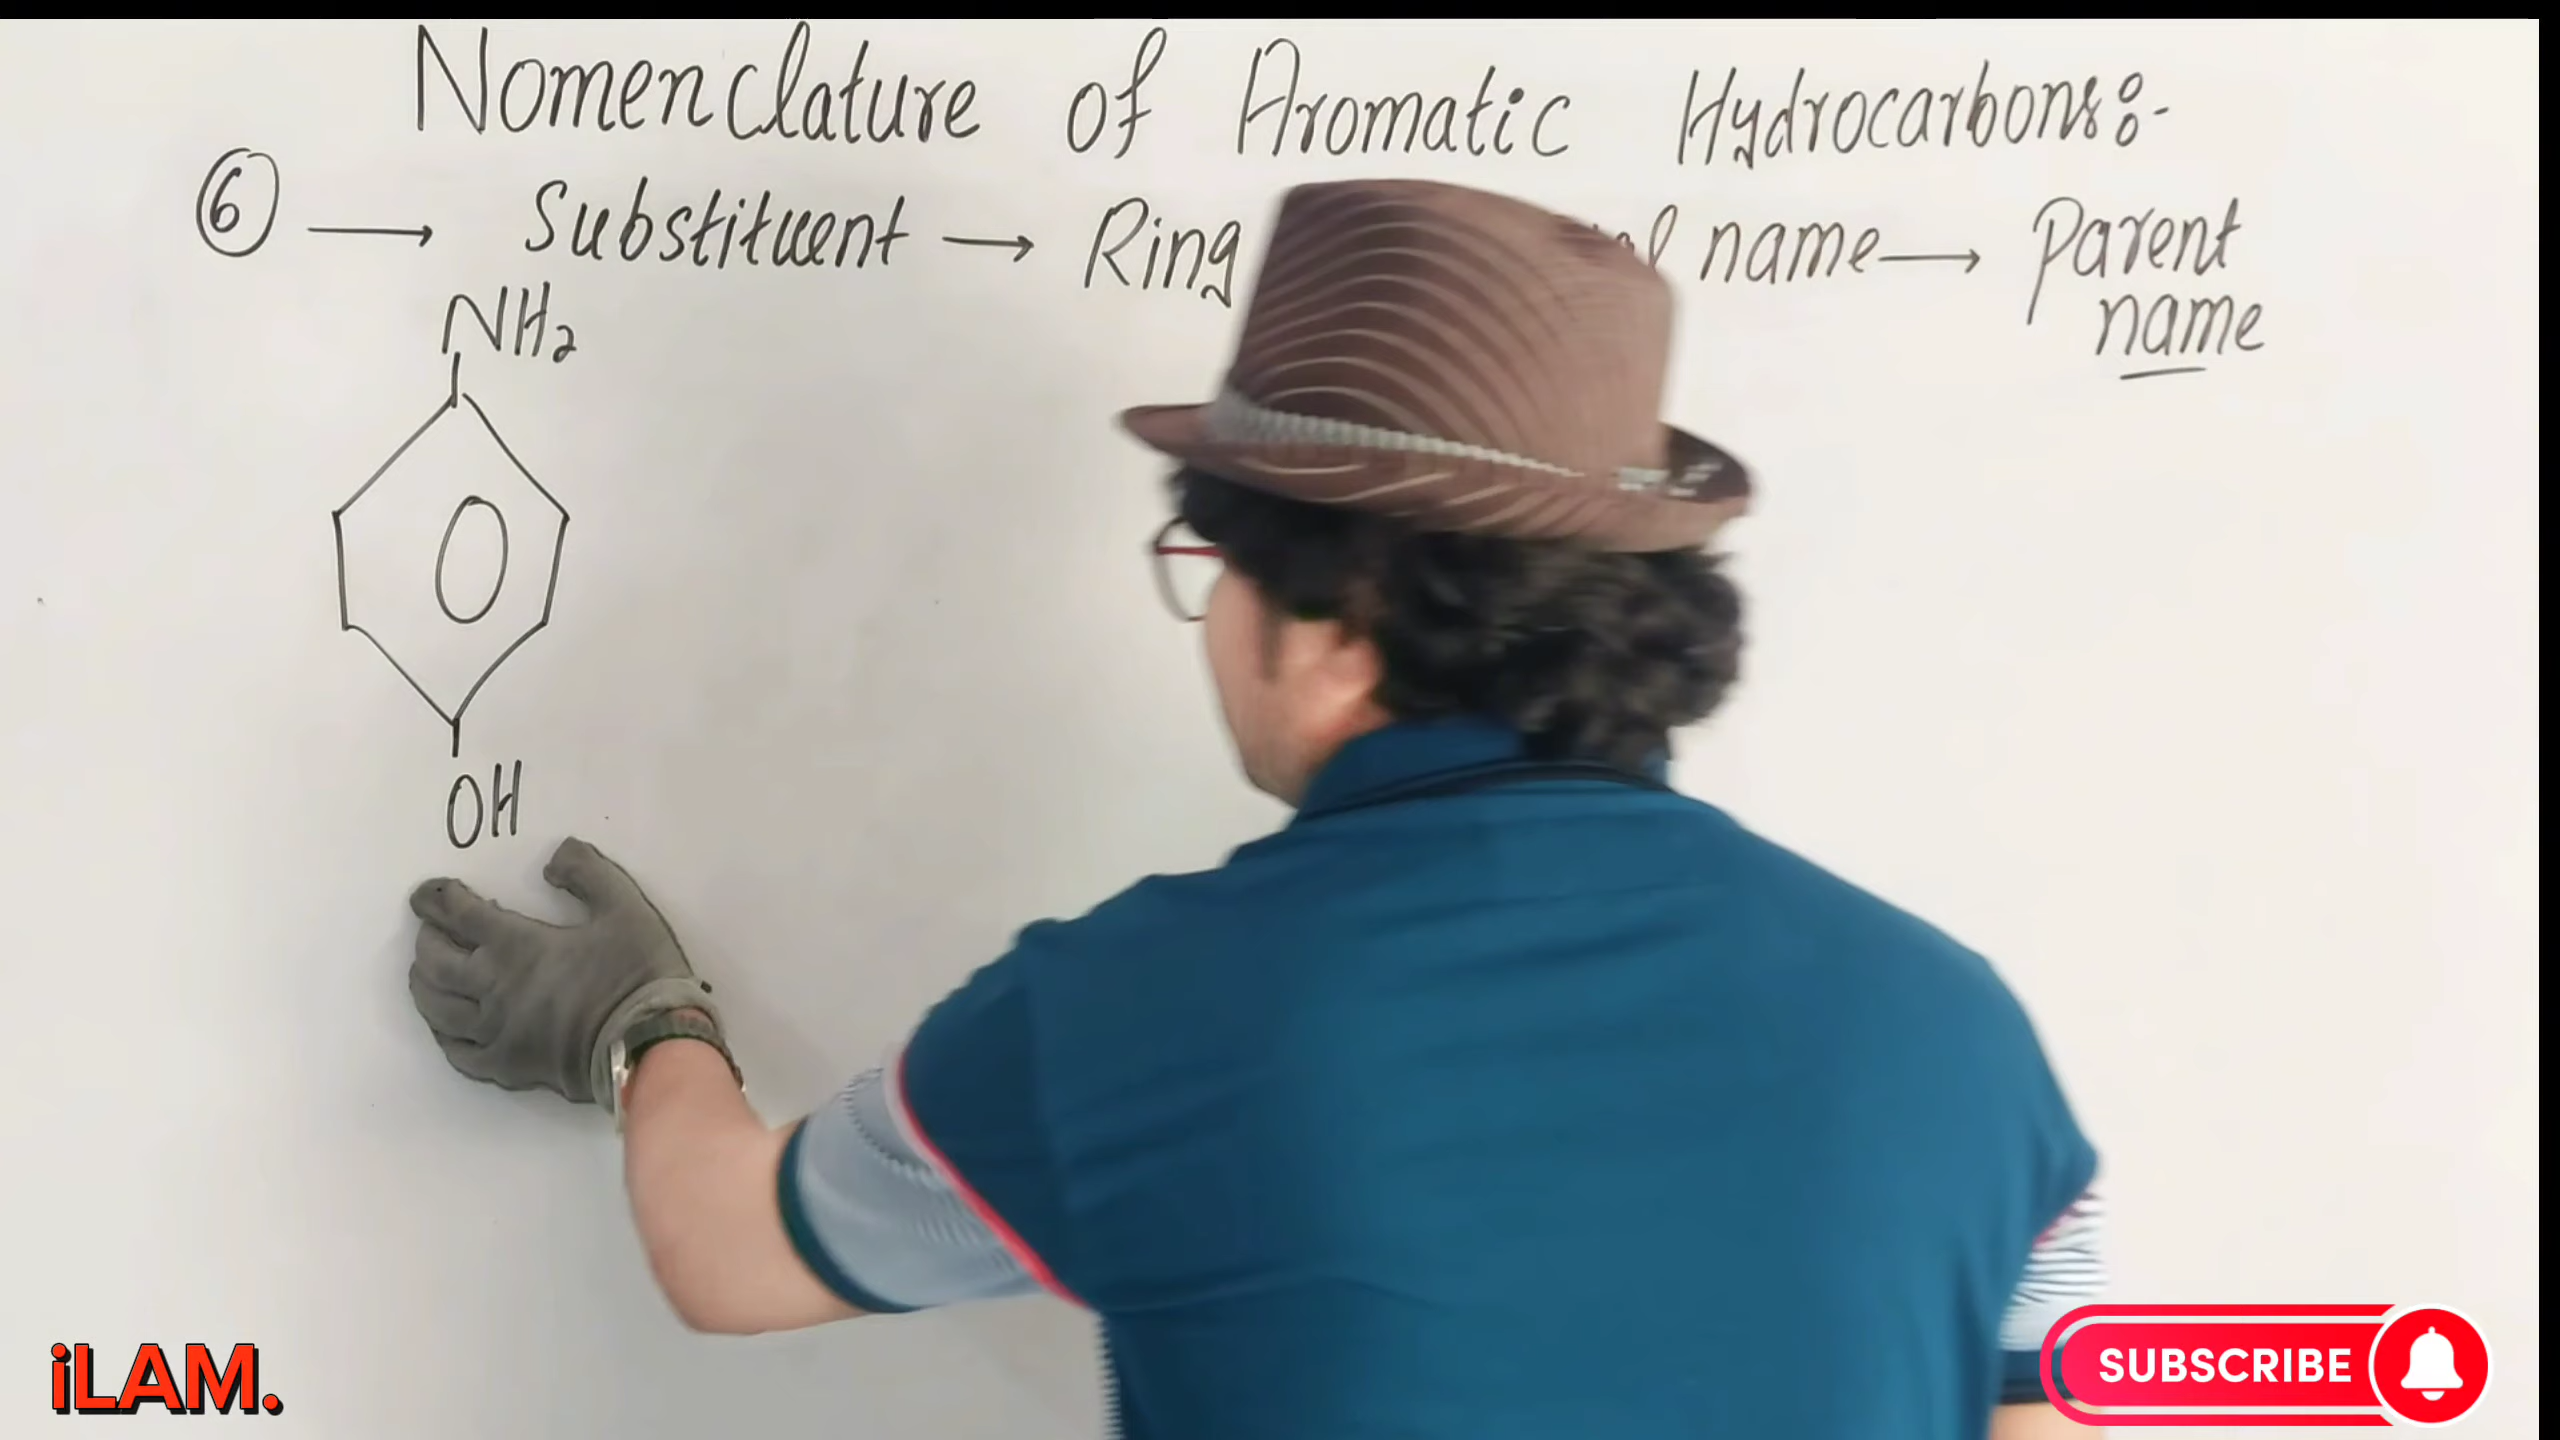 Nomenclature of Aromatic Hydrocarbons:-
⑥ → Substituent → Ring name → Parent name
NH₂
OH
iLAM.
SUBSCRIBE